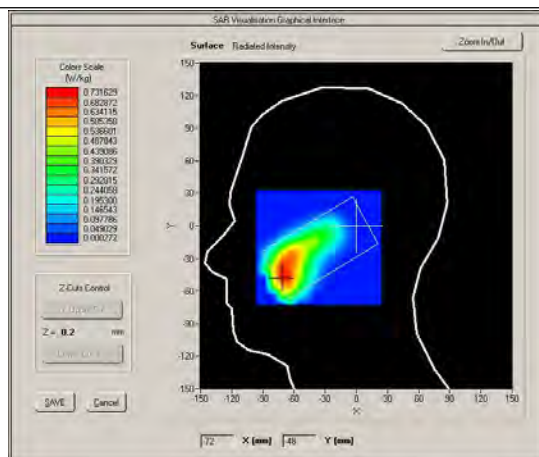 SAR Visualisation Graphical Interface
Surface Radiated Intensity
Zoom In/Out
Colors Scale
(W/kg)
0.731629
0.682872
0.634115
0.585358
0.536601
0.487843
0.439086
0.390329
0.341572
0.292815
0.244058
0.195300
0.146543
0.097786
0.049029
0.000272
150
120
90
60
30
0
-30
-60
-90
-120
-150
Y
-150 -120 -90 -60 -30 0 30 60 90 120 150
X
Z-Cuts Control
Z = 0.2 mm
SAVE
Cancel
-72 X (mm) -48 Y (mm)